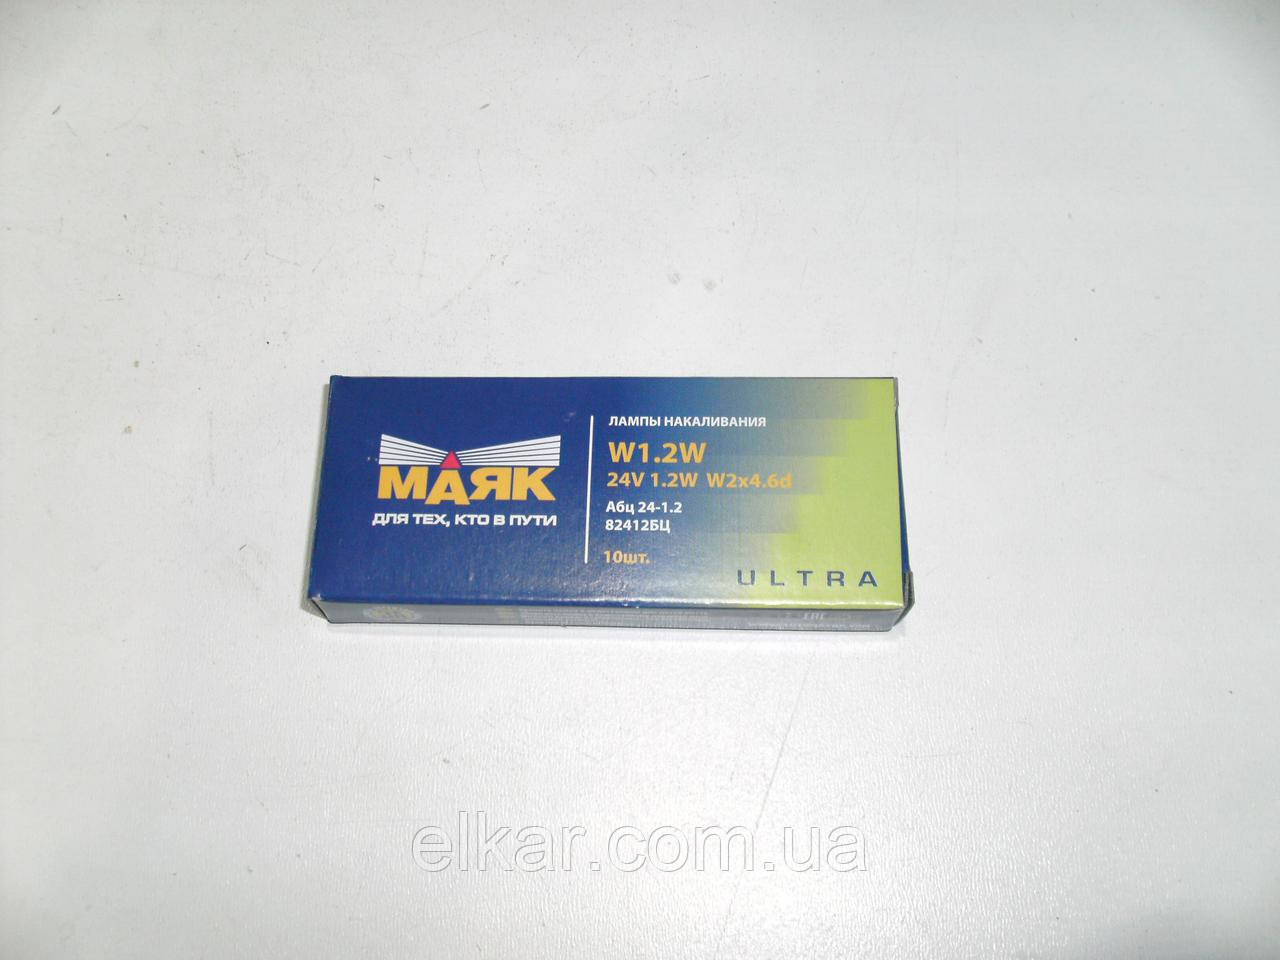 МАЯК
ДЛЯ ТЕХ, КТО В ПУТИ
ЛАМПЫ НАКАЛИВАНИЯ
W1.2W
24V 1.2W W2x4.6d
Абц 24-1.2
82412БЦ
10шт.
ULTRA
elkar.com.ua